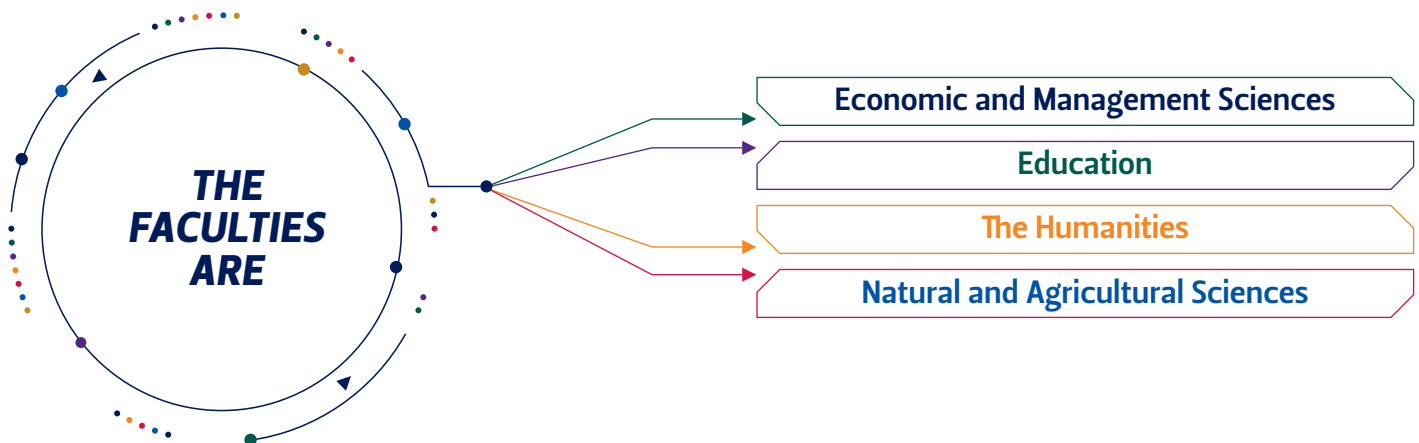 THE
FACULTIES
ARE
Economic and Management Sciences
Education
The Humanities
Natural and Agricultural Sciences